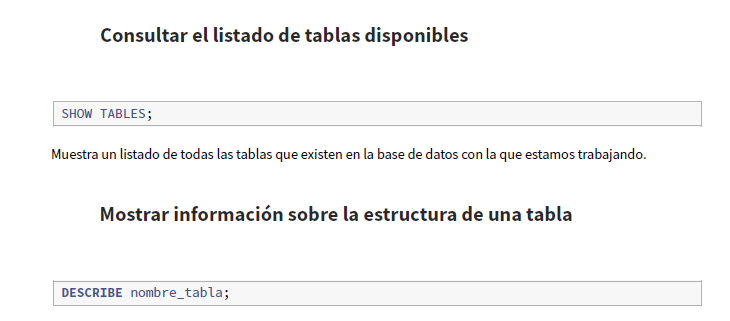 Consultar el listado de tablas disponibles
SHOW TABLES;
Muestra un listado de todas las tablas que existen en la base de datos con la que estamos trabajando.
Mostrar información sobre la estructura de una tabla
DESCRIBE nombre_tabla;